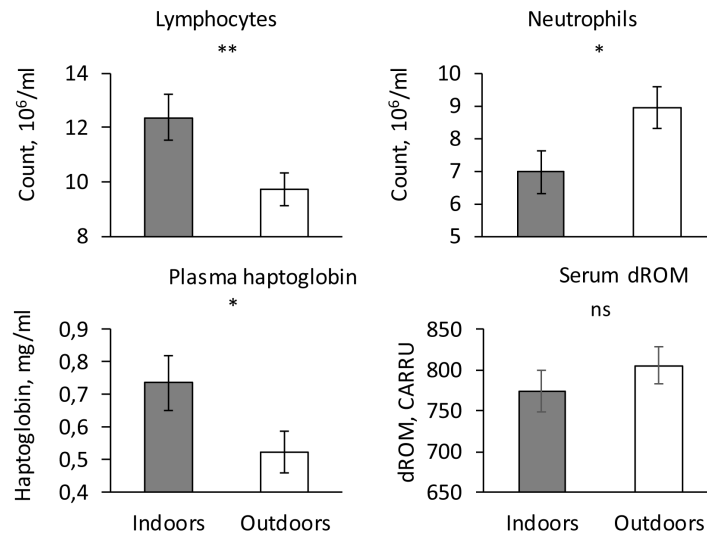 Lymphocytes
**
Count, 10⁶/ml
14
12
10
8
Neutrophils
*
Count, 10⁶/ml
10
9
8
7
6
5
Plasma haptoglobin
*
Haptoglobin, mg/ml
0,9
0,8
0,7
0,6
0,5
0,4
Indoors Outdoors
Serum dROM
ns
dROM, CARRU
850
800
750
700
650
Indoors Outdoors